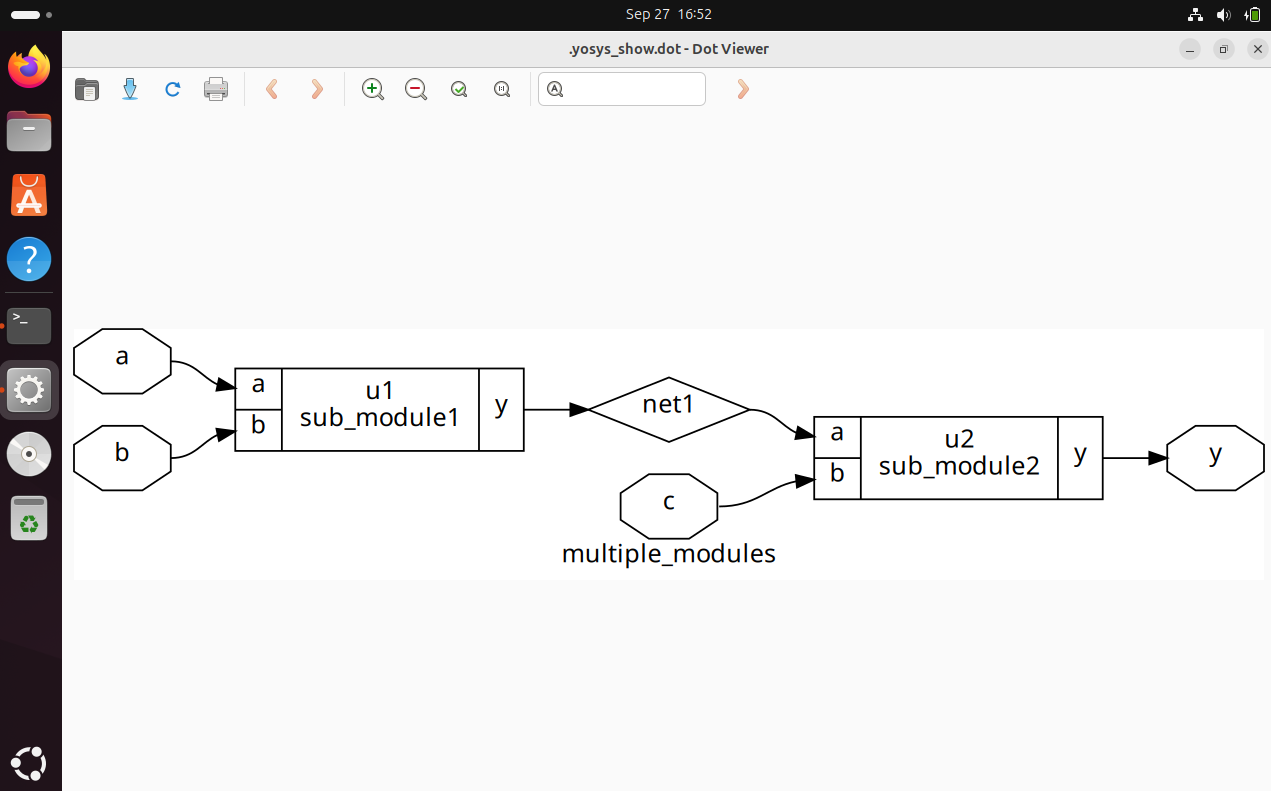 Sep 27 16:52
.yosys_show.dot - Dot Viewer
a
b
a
b
u1
sub_module1
y
net1
c
a
b
u2
sub_module2
y
y
multiple_modules